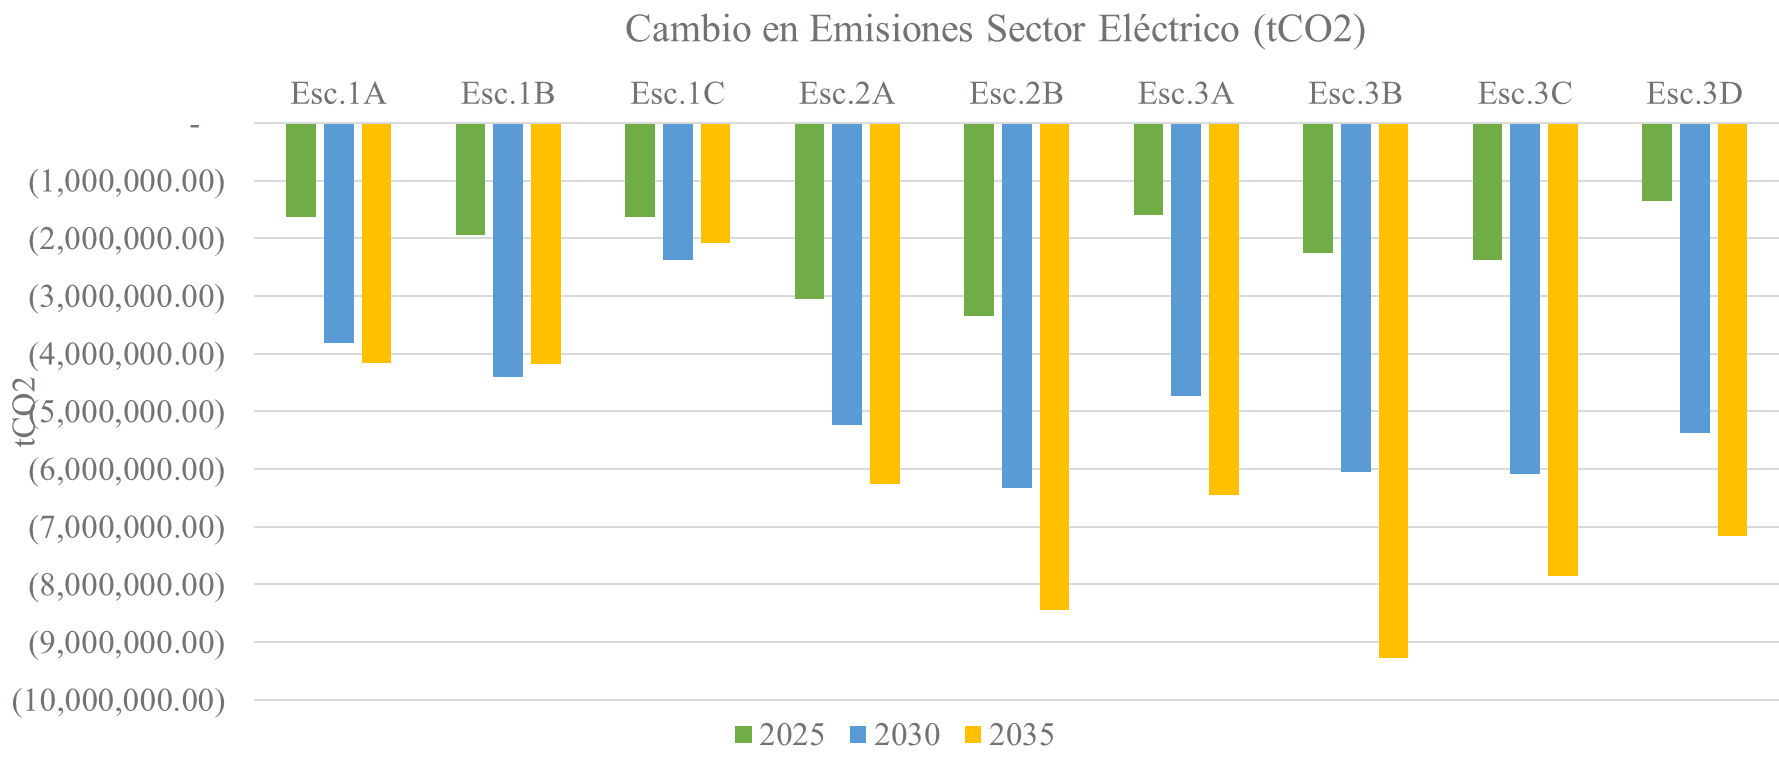 Cambio en Emisiones Sector Eléctrico (tCO2)
Esc.1A Esc.1B Esc.1C Esc.2A Esc.2B Esc.3A Esc.3B Esc.3C Esc.3D
-
(1,000,000.00)
(2,000,000.00)
(3,000,000.00)
(4,000,000.00)
(5,000,000.00)
(6,000,000.00)
(7,000,000.00)
(8,000,000.00)
(9,000,000.00)
(10,000,000.00)
tCO2
2025 2030 2035